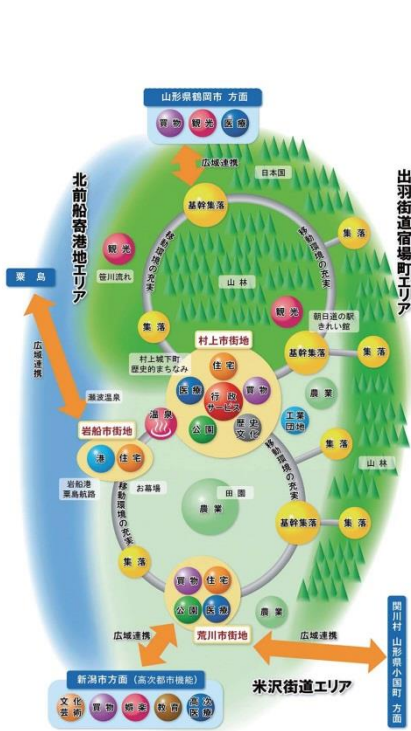 山形県鶴岡市 方面
買物
観光
医療
広域連携
日本国
北前船寄港地エリア
出羽街道宿場町エリア
基幹集落
集落
移動環境の充実
移動環境の充実
観光
笹川流れ
山林
粟島
観光
朝日道の駅
きれい館
集落
村上市街地
基幹集落
集落
村上城下町
歴史的まちなみ
住宅
広域連携
医療
行政
サービス
買物
農業
瀬波温泉
温泉
公園
歴史
文化
工業
団地
岩船市街地
港
住宅
集落
山林
岩船港
粟島航路
お幕場
田園
移動環境の充実
移動環境の充実
農業
基幹集落
集落
集落
買物
住宅
公園
医療
農業
荒川市街地
広域連携
広域連携
関川村 山形県小国町 方面
新潟市方面(高次都市機能)
米沢街道エリア
文化
芸術
買物
娯楽
教育
高次
医療